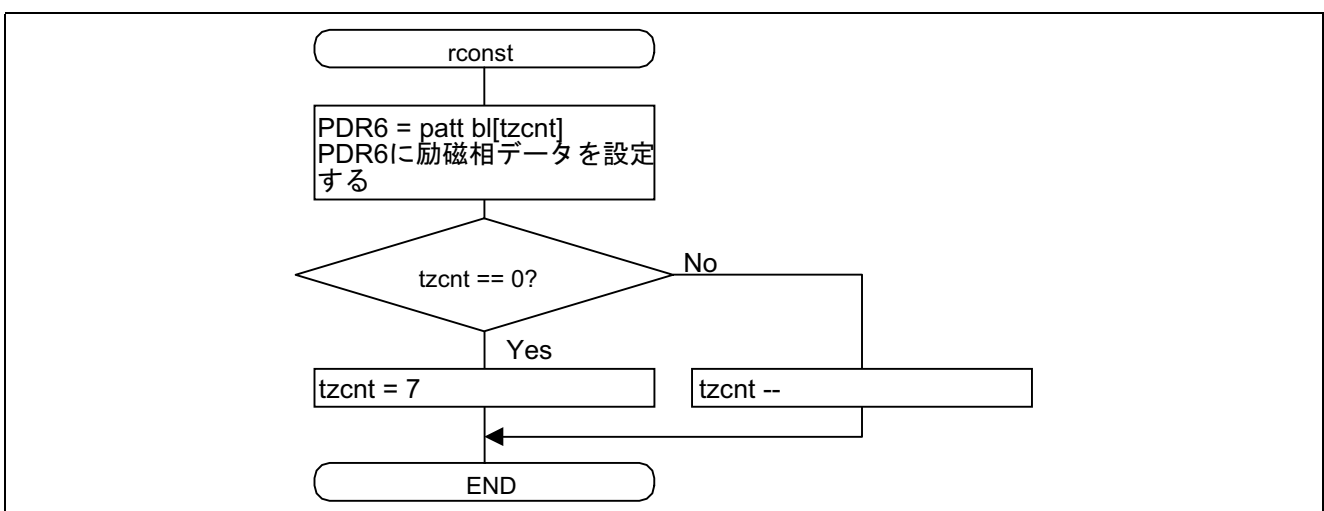 rconst
PDR6 = patt bl[tzcnt]
PDR6に励磁相データを設定
する
tzcnt == 0?
No
Yes
tzcnt = 7
tzcnt --
END